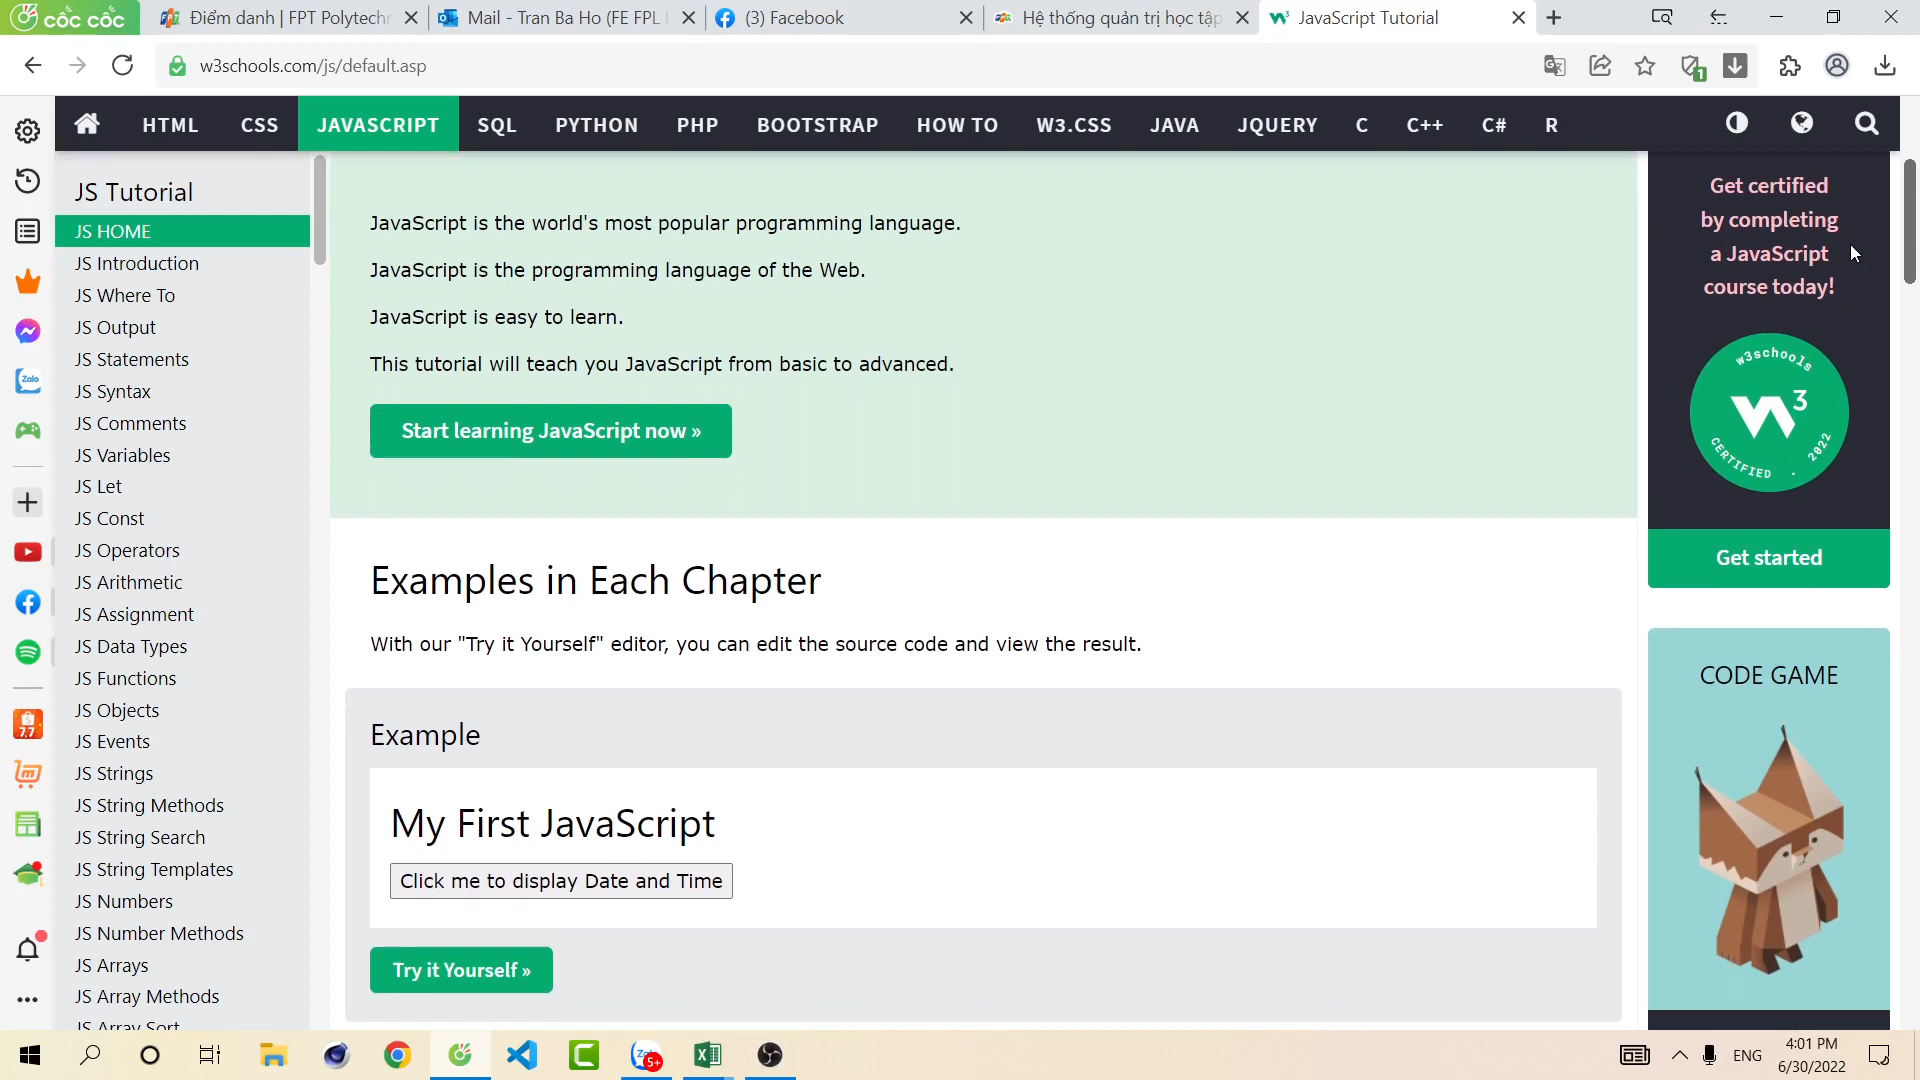 cốc cốc
Điểm danh | FPT Polytechn
Mail - Tran Ba Ho (FE FPL
(3) Facebook
Hệ thống quản trị học tập
JavaScript Tutorial
w3schools.com/js/default.asp
1
HTML
CSS
JAVASCRIPT
SQL
PYTHON
PHP
BOOTSTRAP
HOW TO
W3.CSS
JAVA
JQUERY
C
C++
C#
R
JS Tutorial
JS HOME
JS Introduction
JS Where To
JS Output
JS Statements
JS Syntax
JS Comments
JS Variables
JS Let
JS Const
JS Operators
JS Arithmetic
JS Assignment
JS Data Types
JS Functions
JS Objects
JS Events
JS Strings
JS String Methods
JS String Search
JS String Templates
JS Numbers
JS Number Methods
JS Arrays
JS Array Methods
JS Array Sort
JavaScript is the world's most popular programming language.
JavaScript is the programming language of the Web.
JavaScript is easy to learn.
This tutorial will teach you JavaScript from basic to advanced.
Start learning JavaScript now »
Examples in Each Chapter
With our "Try it Yourself" editor, you can edit the source code and view the result.
Example
My First JavaScript
Click me to display Date and Time
Try it Yourself »
Get certified
by completing
a JavaScript
course today!
w3schools
W3
CERTIFIED . 2022
Get started
CODE GAME
Zalo
7.7
5+
ENG
4:01 PM
6/30/2022